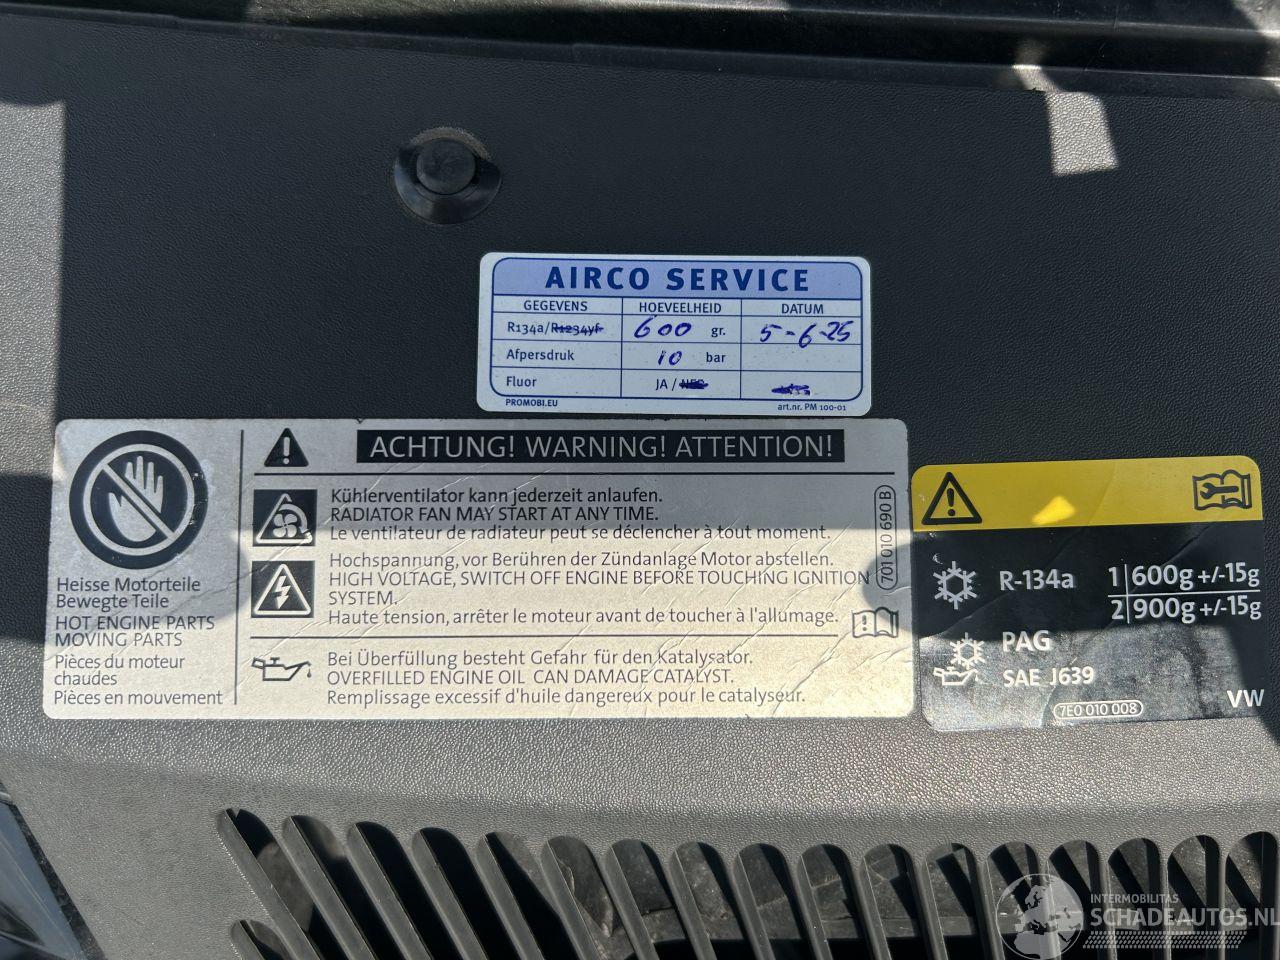 AIRCO SERVICE
GEGEVENS HOEVEELHEID DATUM
R134a/R1234yf 600 gr. 5-6-25
Afpersdruk 10 bar
Fluor JA /
PROMOBI.EU art.nr. PM 100-01
ACHTUNG! WARNING! ATTENTION!
Kühlerventilator kann jederzeit anlaufen.
RADIATOR FAN MAY START AT ANY TIME.
Le ventilateur de radiateur peut se déclencher à tout moment.
Hochspannung, vor Berühren der Zündanlage Motor abstellen.
HIGH VOLTAGE, SWITCH OFF ENGINE BEFORE TOUCHING IGNITION
SYSTEM.
Haute tension, arrêter le moteur avant de toucher à l'allumage.
Bei Überfüllung besteht Gefahr für den Katalysator.
OVERFILLED ENGINE OIL CAN DAMAGE CATALYST.
Remplissage excessif d'huile dangereux pour le catalyseur.
701 010 690 B
Heisse Motorteile
Bewegte Teile
HOT ENGINE PARTS
MOVING PARTS
Pièces du moteur
chaudes
Pièces en mouvement
R-134a 1 600g +/-15g
2 900g +/-15g
PAG
SAE J639
7E0 010 008
VW
INTERMOBILITAS
SCHADEAUTOS.NL